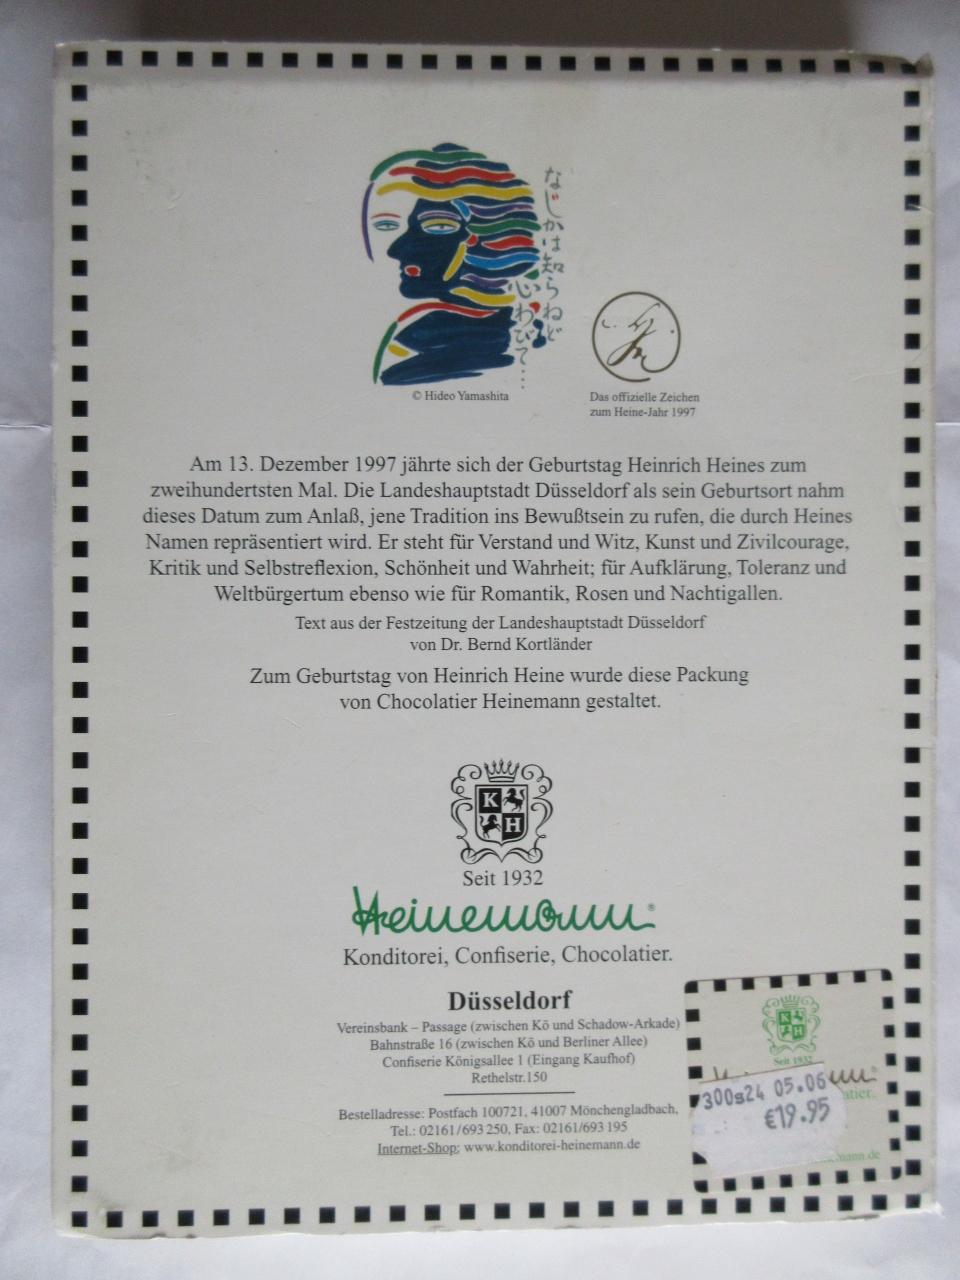 なじかは知らねど
心わびて…
© Hideo Yamashita
Das offizielle Zeichen
zum Heine-Jahr 1997
Am 13. Dezember 1997 jährte sich der Geburtstag Heinrich Heines zum
zweihundertsten Mal. Die Landeshauptstadt Düsseldorf als sein Geburtsort nahm
dieses Datum zum Anlaß, jene Tradition ins Bewußtsein zu rufen, die durch Heines
Namen repräsentiert wird. Er steht für Verstand und Witz, Kunst und Zivilcourage,
Kritik und Selbstreflexion, Schönheit und Wahrheit; für Aufklärung, Toleranz und
Weltbürgertum ebenso wie für Romantik, Rosen und Nachtigallen.
Text aus der Festzeitung der Landeshauptstadt Düsseldorf
von Dr. Bernd Kortländer
Zum Geburtstag von Heinrich Heine wurde diese Packung
von Chocolatier Heinemann gestaltet.
K
H
Seit 1932
Heinemann®
Konditorei, Confiserie, Chocolatier.
Düsseldorf
Vereinsbank – Passage (zwischen Kö und Schadow-Arkade)
Bahnstraße 16 (zwischen Kö und Berliner Allee)
Confiserie Königsallee 1 (Eingang Kaufhof)
Rethelstr.150
Bestelladresse: Postfach 100721, 41007 Mönchengladbach,
Tel.: 02161/693 250, Fax: 02161/693 195
Internet-Shop: www.konditorei-heinemann.de
K
H
Seit 1932
300g24 05.06
€19.95